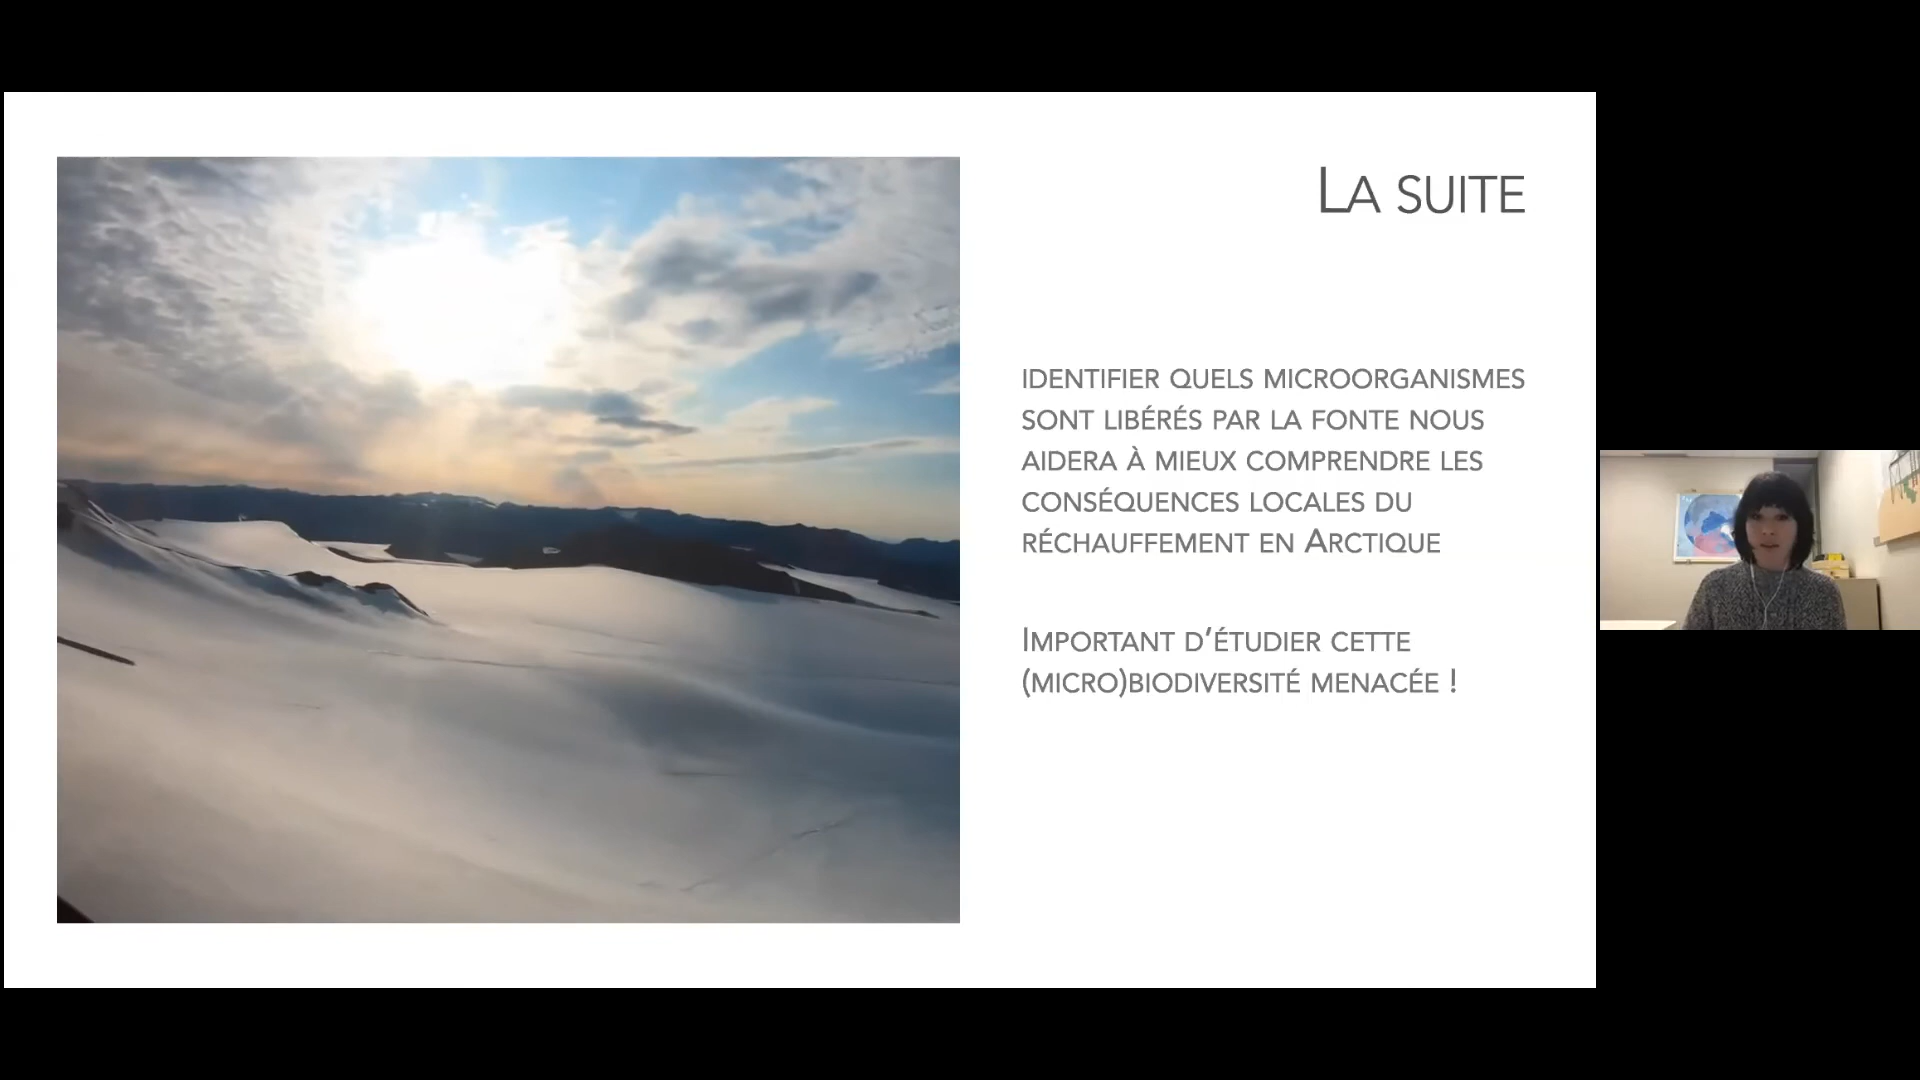 La suite
identifier quels microorganismes
sont libérés par la fonte nous
aidera à mieux comprendre les
conséquences locales du
réchauffement en Arctique
Important d’étudier cette
(micro)biodiversité menacée !